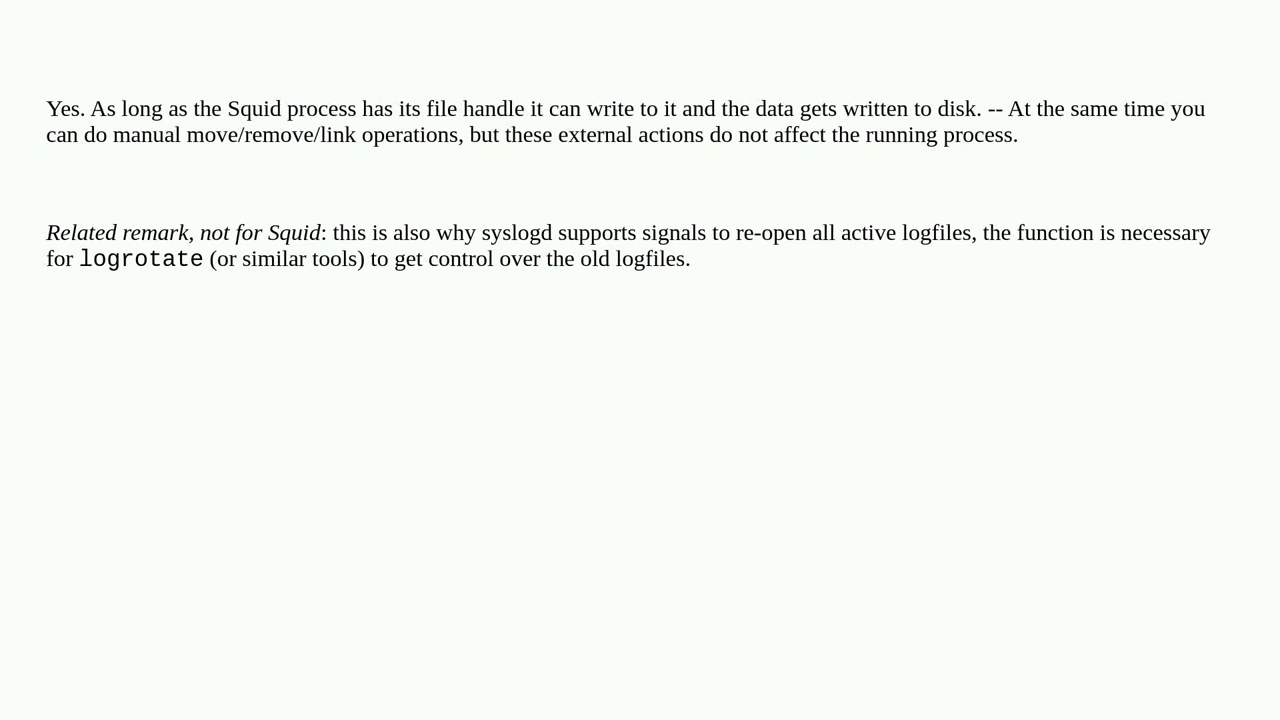 Yes. As long as the Squid process has its file handle it can write to it and the data gets written to disk. -- At the same time you
can do manual move/remove/link operations, but these external actions do not affect the running process.
Related remark, not for Squid: this is also why syslogd supports signals to re-open all active logfiles, the function is necessary
for logrotate (or similar tools) to get control over the old logfiles.